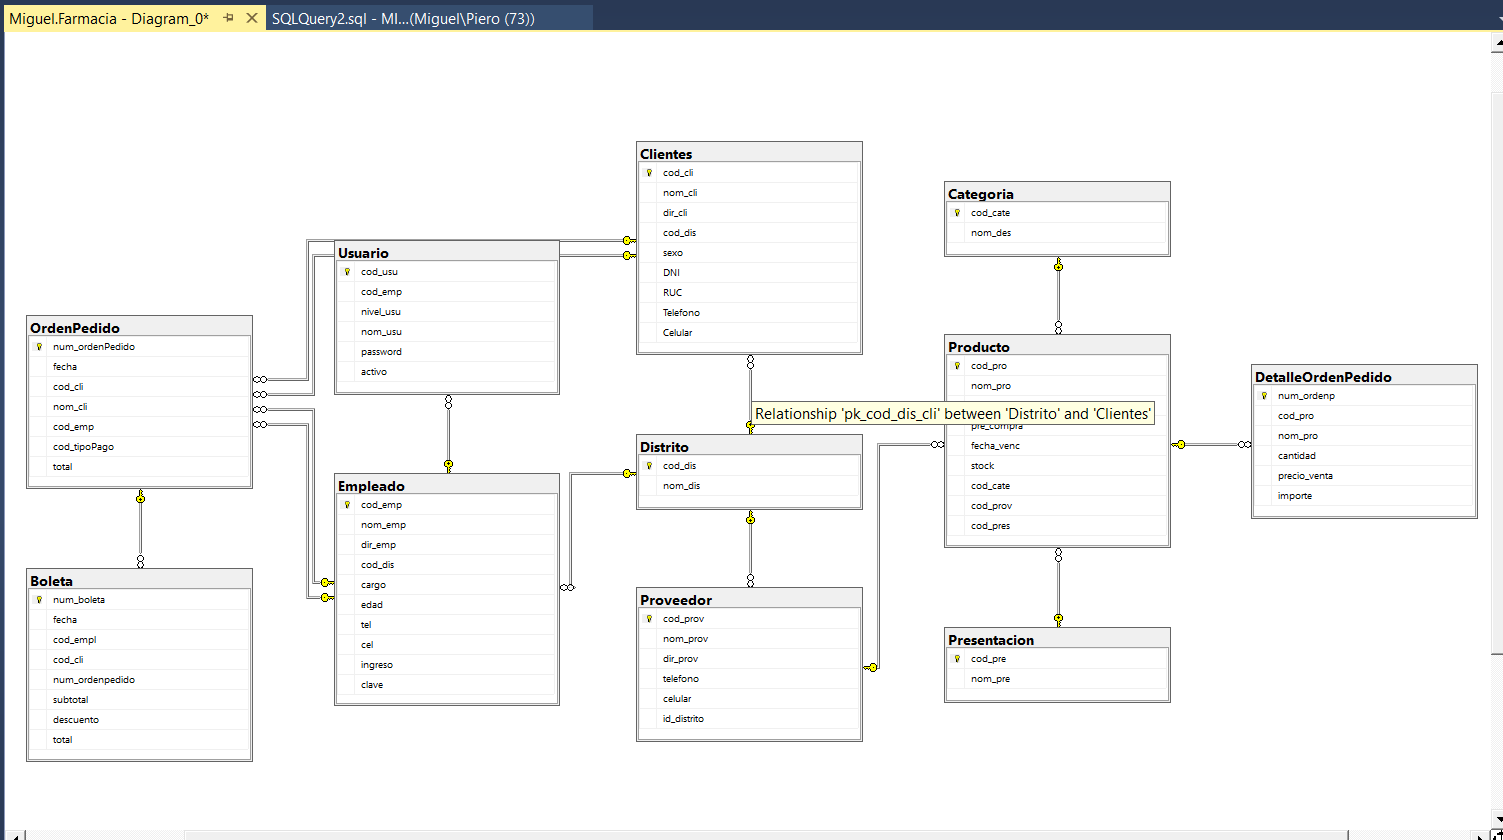 Miguel.Farmacia - Diagram_0*
SQLQuery2.sql - MI...(Miguel\Piero (73))
Clientes
cod_cli
nom_cli
dir_cli
cod_dis
sexo
DNI
RUC
Telefono
Celular
Categoria
cod_cate
nom_des
Usuario
cod_usu
cod_emp
nivel_usu
nom_usu
password
activo
OrdenPedido
num_ordenPedido
fecha
cod_cli
nom_cli
cod_emp
cod_tipoPago
total
Producto
cod_pro
nom_pro
pre_compra
fecha_venc
stock
cod_cate
cod_prov
cod_pres
DetalleOrdenPedido
num_ordenp
cod_pro
nom_pro
cantidad
precio_venta
importe
Relationship 'pk_cod_dis_cli' between 'Distrito' and 'Clientes'
Distrito
cod_dis
nom_dis
Empleado
cod_emp
nom_emp
dir_emp
cod_dis
cargo
edad
tel
cel
ingreso
clave
Boleta
num_boleta
fecha
cod_empl
cod_cli
num_ordenpedido
subtotal
descuento
total
Proveedor
cod_prov
nom_prov
dir_prov
telefono
celular
id_distrito
Presentacion
cod_pre
nom_pre